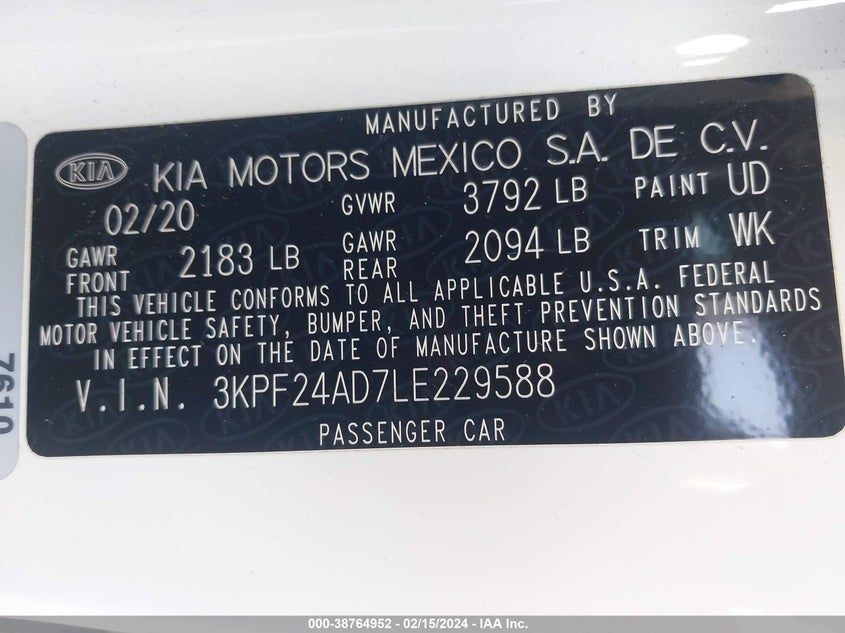 MANUFACTURED BY
KIA KIA MOTORS MEXICO S.A. DE C.V.
02/20 GVWR 3792 LB PAINT UD
GAWR FRONT 2183 LB GAWR REAR 2094 LB TRIM WK
THIS VEHICLE CONFORMS TO ALL APPLICABLE U.S.A. FEDERAL
MOTOR VEHICLE SAFETY, BUMPER, AND THEFT PREVENTION STANDARDS
IN EFFECT ON THE DATE OF MANUFACTURE SHOWN ABOVE.
V.I.N. 3KPF24AD7LE229588
PASSENGER CAR
000-38764952 - 02/15/2024 - IAA Inc.